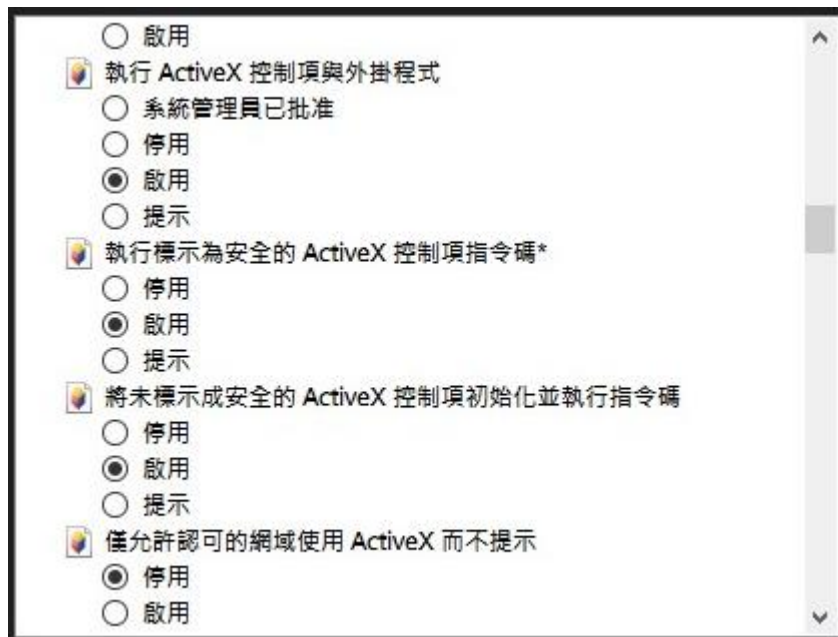 啟用
執行 ActiveX 控制項與外掛程式
系統管理員已批准
停用
啟用
提示
執行標示為安全的 ActiveX 控制項指令碼*
停用
啟用
提示
將未標示成安全的 ActiveX 控制項初始化並執行指令碼
停用
啟用
提示
僅允許認可的網域使用 ActiveX 而不提示
停用
啟用